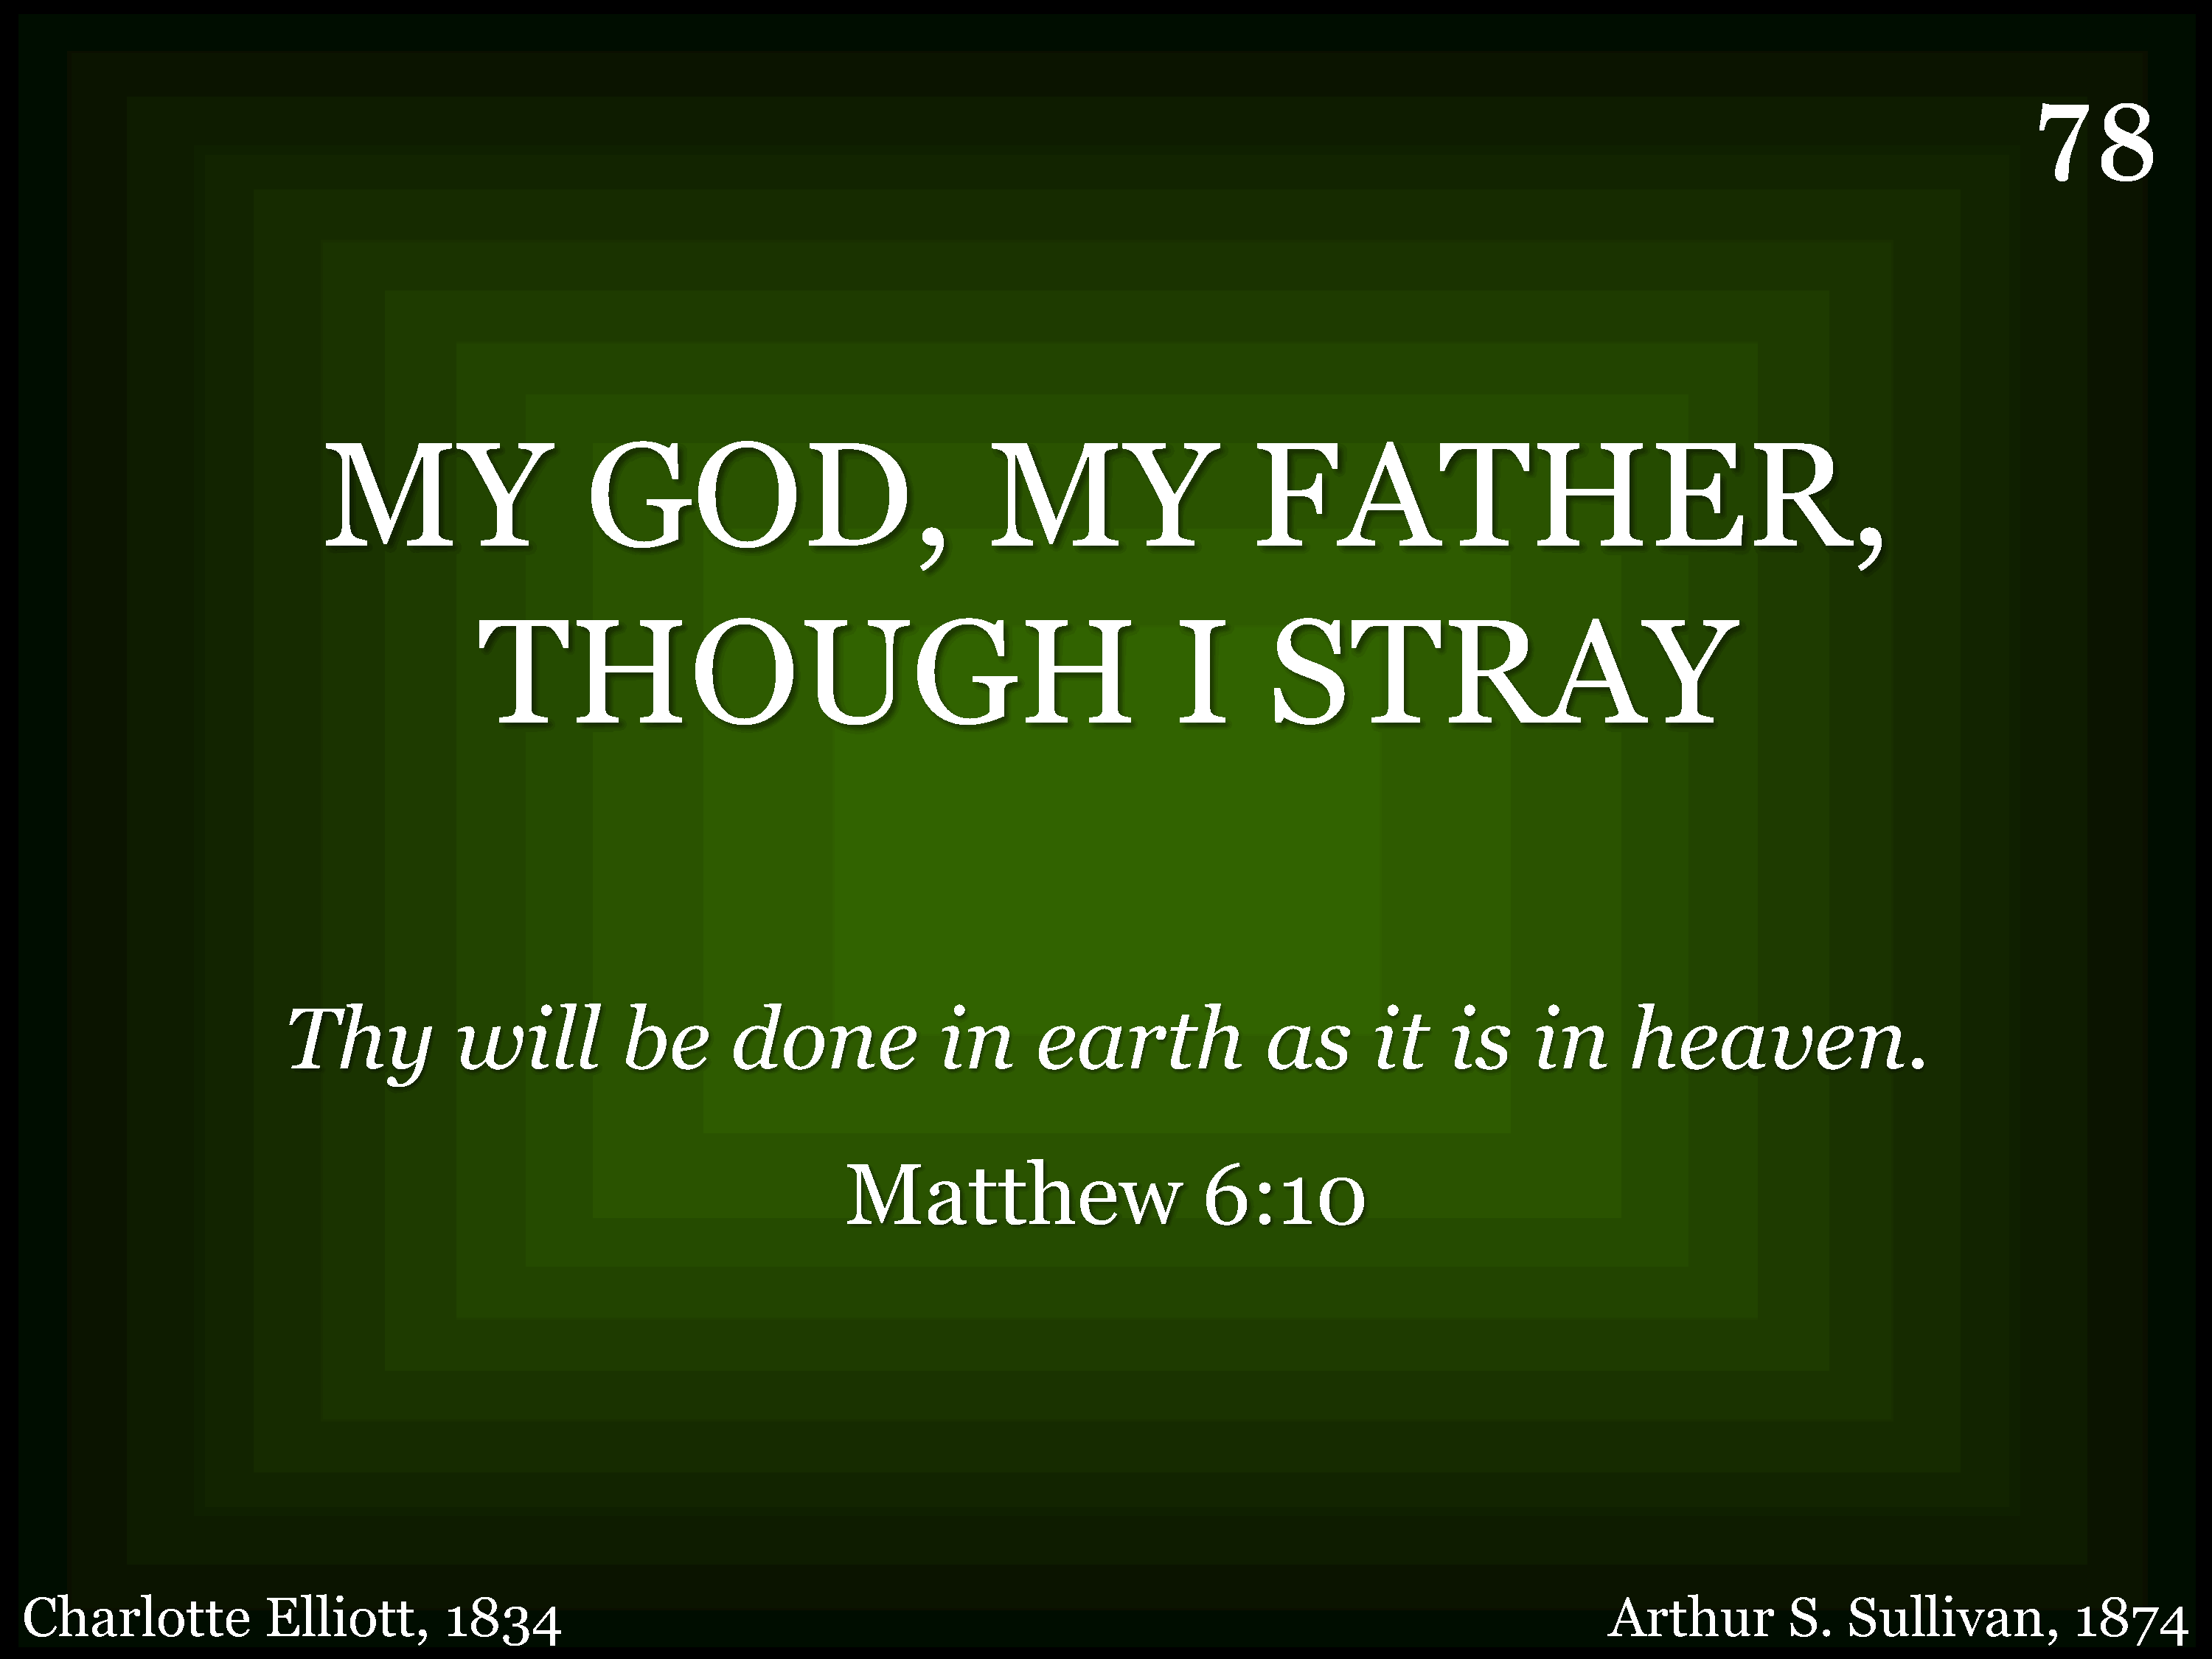 78
MY GOD, MY FATHER,
THOUGH I STRAY
Thy will be done in earth as it is in heaven.
Matthew 6:10
Charlotte Elliott, 1834
Arthur S. Sullivan, 1874